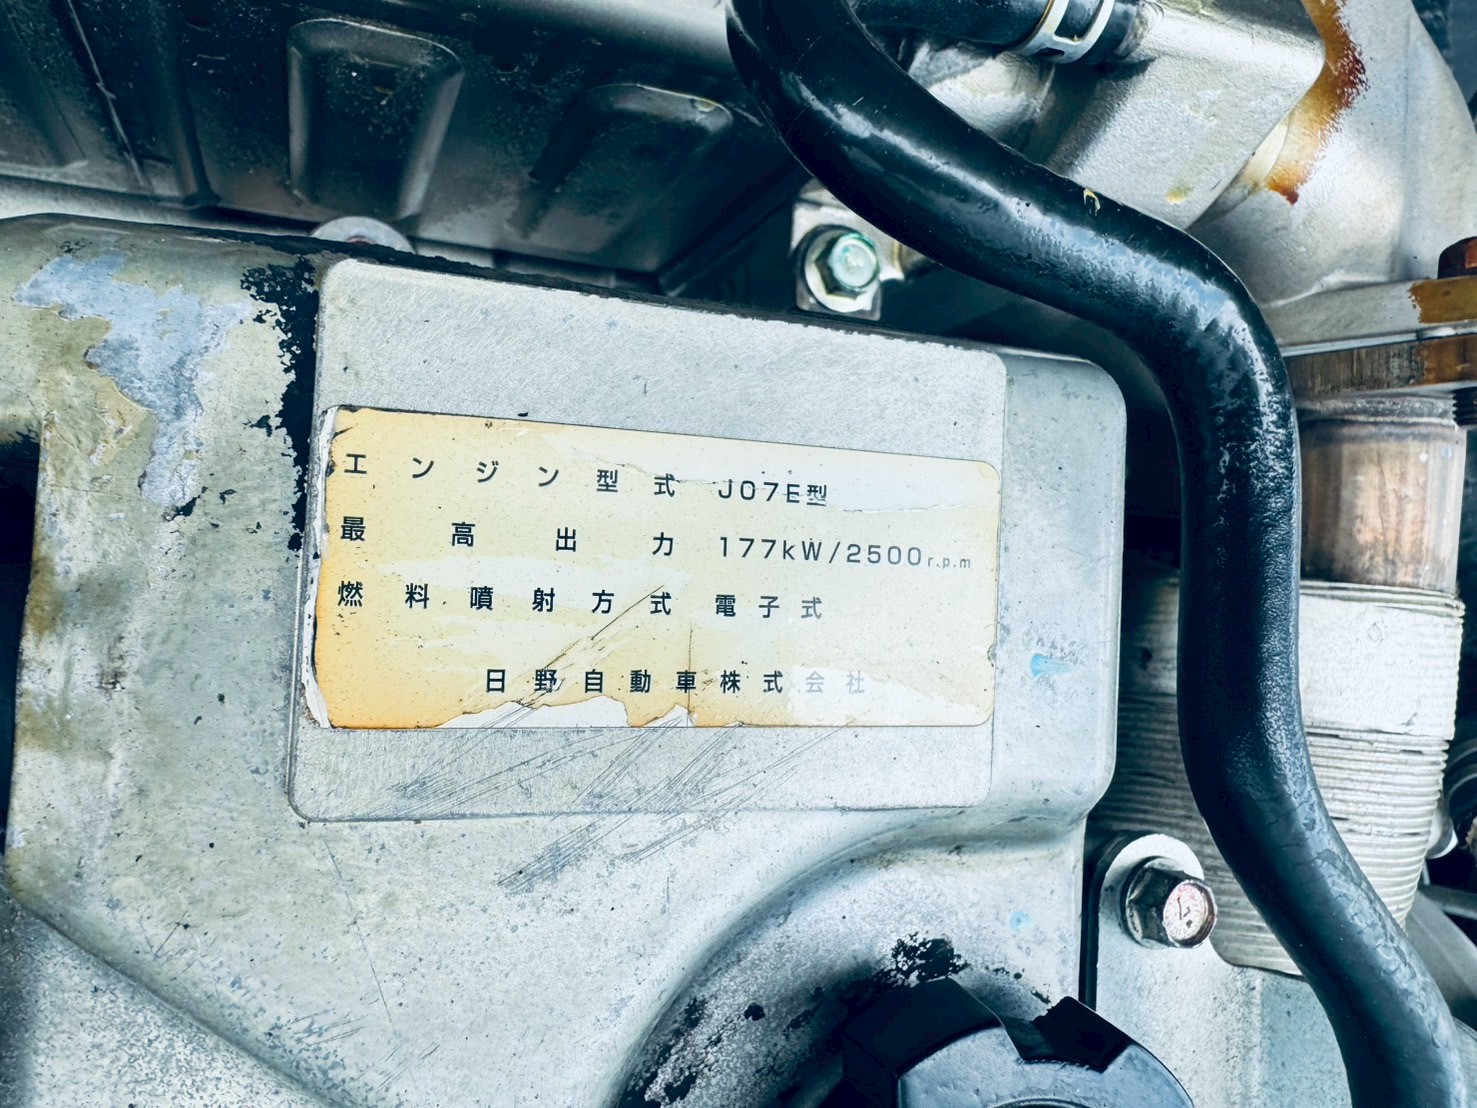 エンジン型式 J07E型
最高出力 177kW/2500r.p.m
燃料噴射方式 電子式
日野自動車株式会社